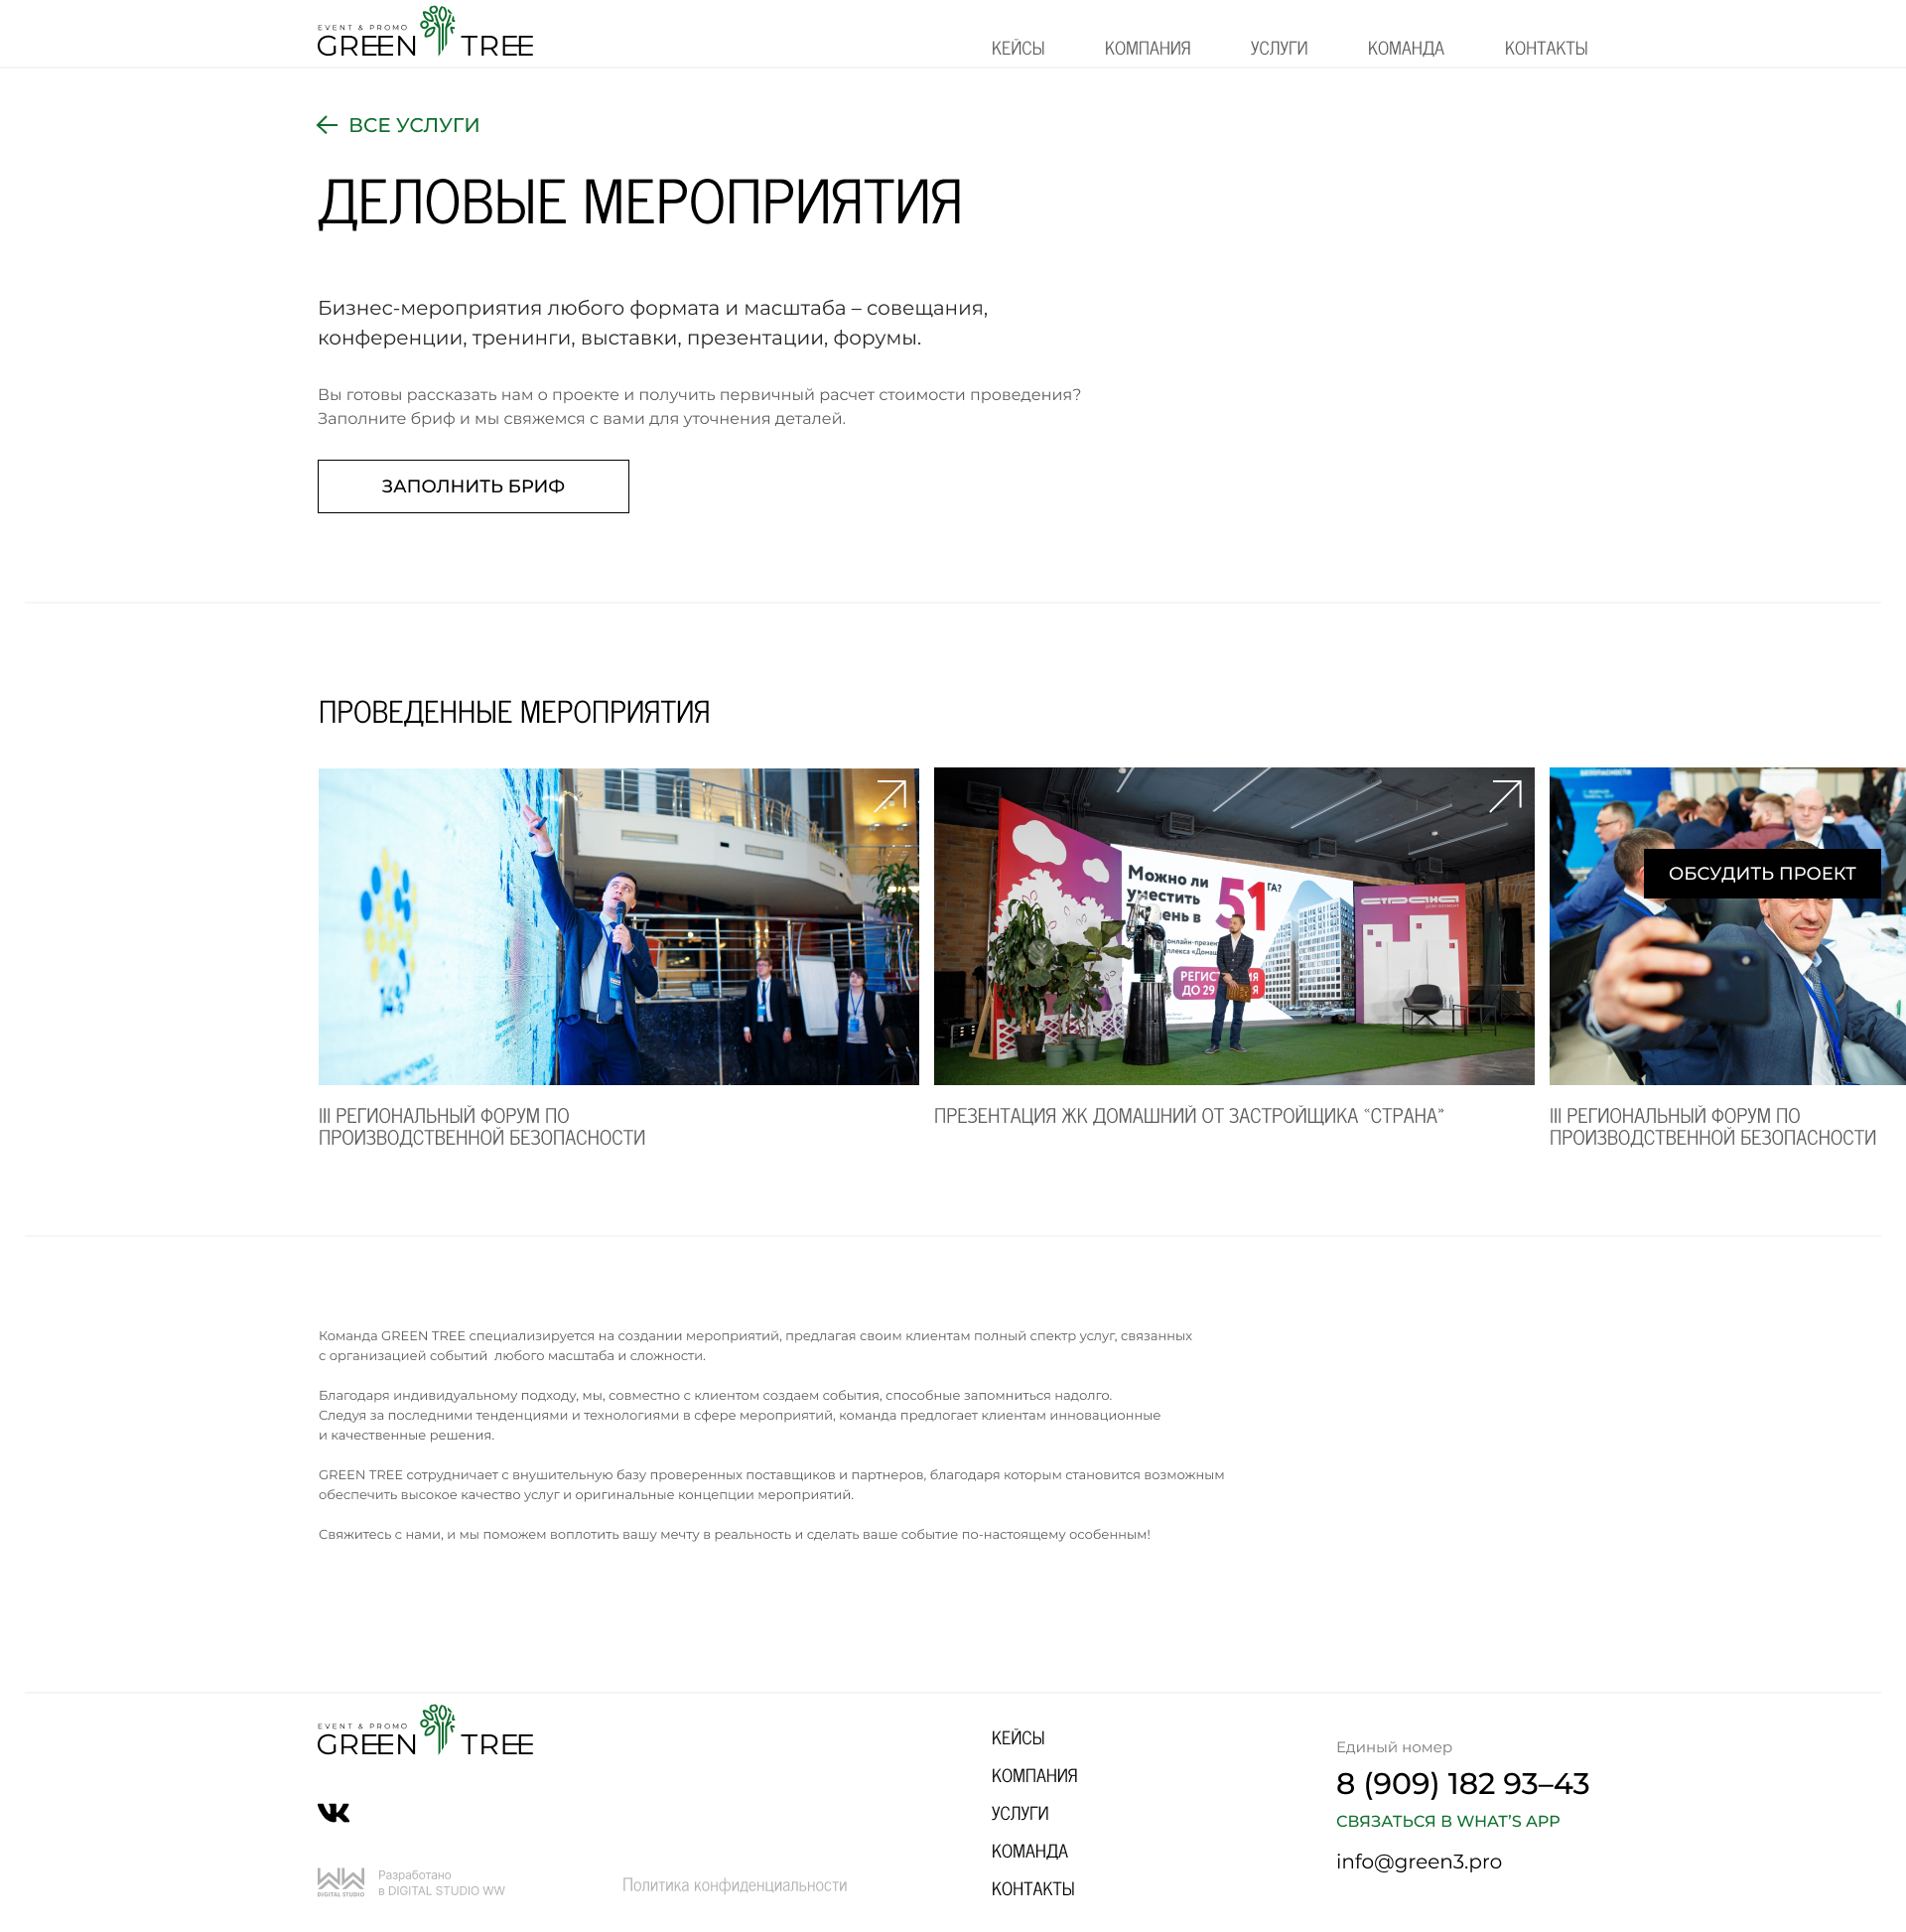 EVENT & PROMO
GREEN TREE
КЕЙСЫ
КОМПАНИЯ
УСЛУГИ
КОМАНДА
КОНТАКТЫ
ВСЕ УСЛУГИ
ДЕЛОВЫЕ МЕРОПРИЯТИЯ
Бизнес-мероприятия любого формата и масштаба – совещания,
конференции, тренинги, выставки, презентации, форумы.
Вы готовы рассказать нам о проекте и получить первичный расчет стоимости проведения?
Заполните бриф и мы свяжемся с вами для уточнения деталей.
ЗАПОЛНИТЬ БРИФ
ПРОВЕДЕННЫЕ МЕРОПРИЯТИЯ
Можно ли
уместить
в 51 ГА?
РЕГИС
ДО 29
СТРАНА
БЕЗОПАСНОСТИ
ОБСУДИТЬ ПРОЕКТ
III РЕГИОНАЛЬНЫЙ ФОРУМ ПО
ПРОИЗВОДСТВЕННОЙ БЕЗОПАСНОСТИ
ПРЕЗЕНТАЦИЯ ЖК ДОМАШНИЙ ОТ ЗАСТРОЙЩИКА “СТРАНА”
III РЕГИОНАЛЬНЫЙ ФОРУМ ПО
ПРОИЗВОДСТВЕННОЙ БЕЗОПАСНОСТИ
Команда GREEN TREE специализируется на создании мероприятий, предлагая своим клиентам полный спектр услуг, связанных
с организацией событий любого масштаба и сложности.
Благодаря индивидуальному подходу, мы, совместно с клиентом создаем события, способные запомниться надолго.
Следуя за последними тенденциями и технологиями в сфере мероприятий, команда предлогает клиентам инновационные
и качественные решения.
GREEN TREE сотрудничает с внушительную базу проверенных поставщиков и партнеров, благодаря которым становится возможным
обеспечить высокое качество услуг и оригинальные концепции мероприятий.
Свяжитесь с нами, и мы поможем воплотить вашу мечту в реальность и сделать ваше событие по-настоящему особенным!
EVENT & PROMO
GREEN TREE
КЕЙСЫ
КОМПАНИЯ
УСЛУГИ
КОМАНДА
КОНТАКТЫ
Единый номер
8 (909) 182 93–43
СВЯЗАТЬСЯ В WHAT’S APP
info@green3.pro
WW
DIGITAL STUDIO
Разработано
в DIGITAL STUDIO WW
Политика конфиденциальности